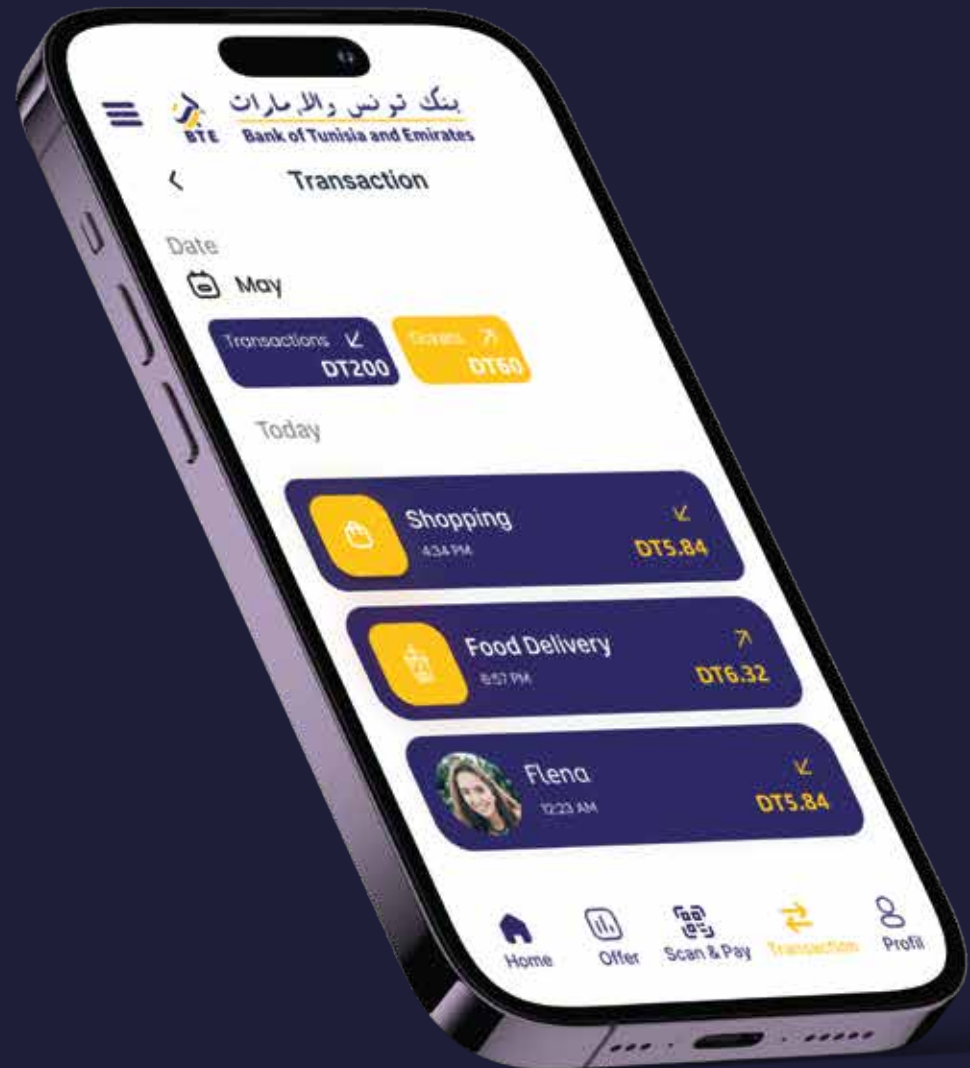 بنك تونس والإمارات
BTE Bank of Tunisia and Emirates
Transaction
Date
May
Transactions
DT200
DT60
Today
Shopping
4:34 PM
DT5.84
Food Delivery
6:57 PM
DT6.32
Flena
12:23 AM
DT5.84
Home Offer Scan & Pay Transaction Profil